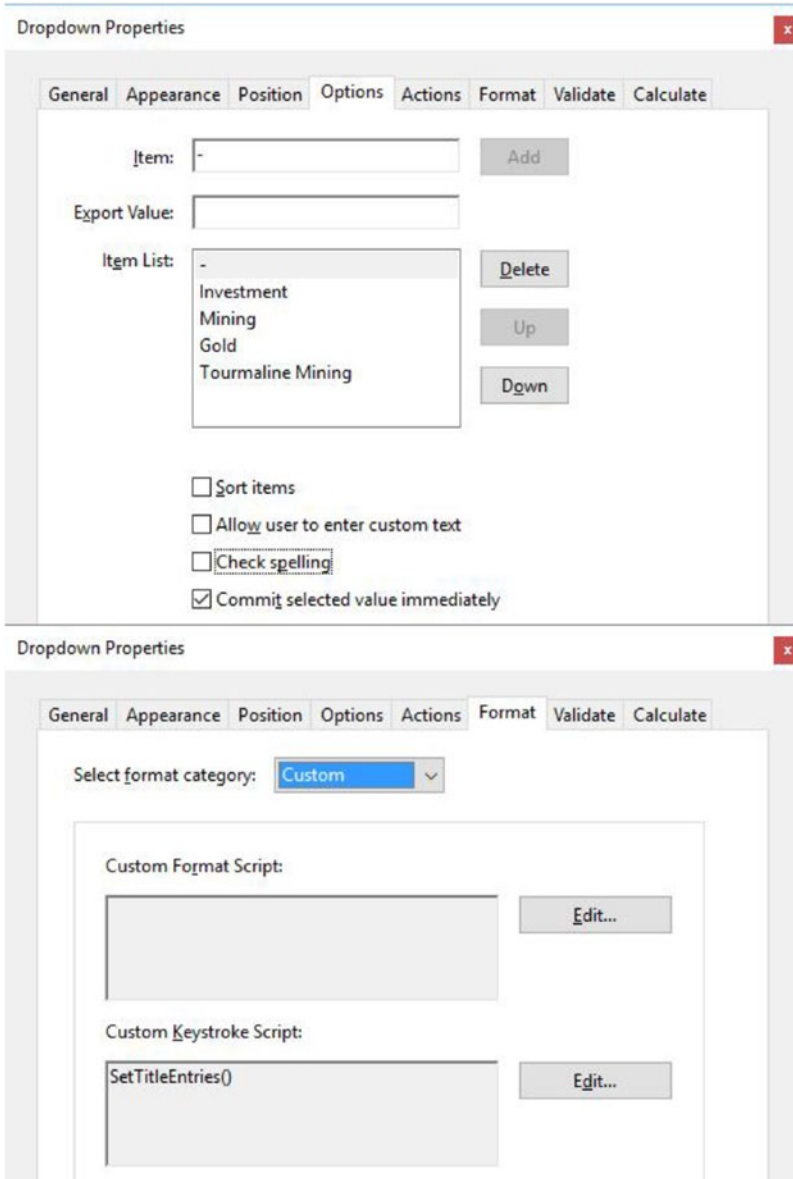 Dropdown Properties
x
General Appearance Position Options Actions Format Validate Calculate
Item: - Add
Export Value:
Item List: - Delete
Investment
Mining Up
Gold
Tourmaline Mining Down
Sort items
Allow user to enter custom text
Check spelling
Commit selected value immediately
Dropdown Properties
x
General Appearance Position Options Actions Format Validate Calculate
Select format category: Custom
Custom Format Script:
Edit...
Custom Keystroke Script:
SetTitleEntries() Edit...